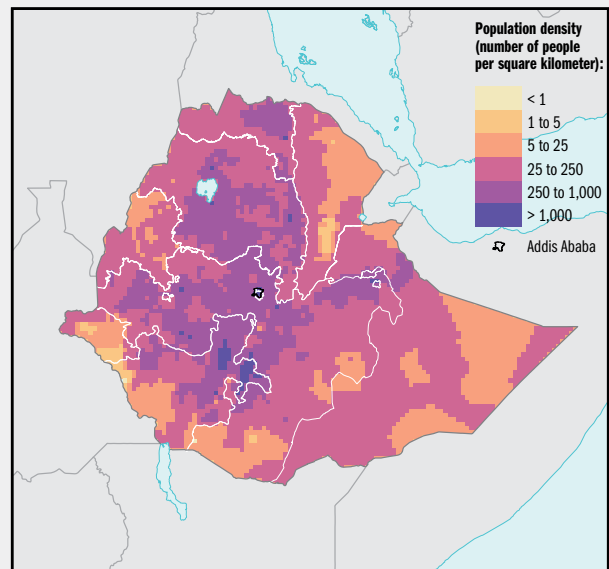 Population density
(number of people
per square kilometer):
< 1
1 to 5
5 to 25
25 to 250
250 to 1,000
> 1,000
Addis Ababa